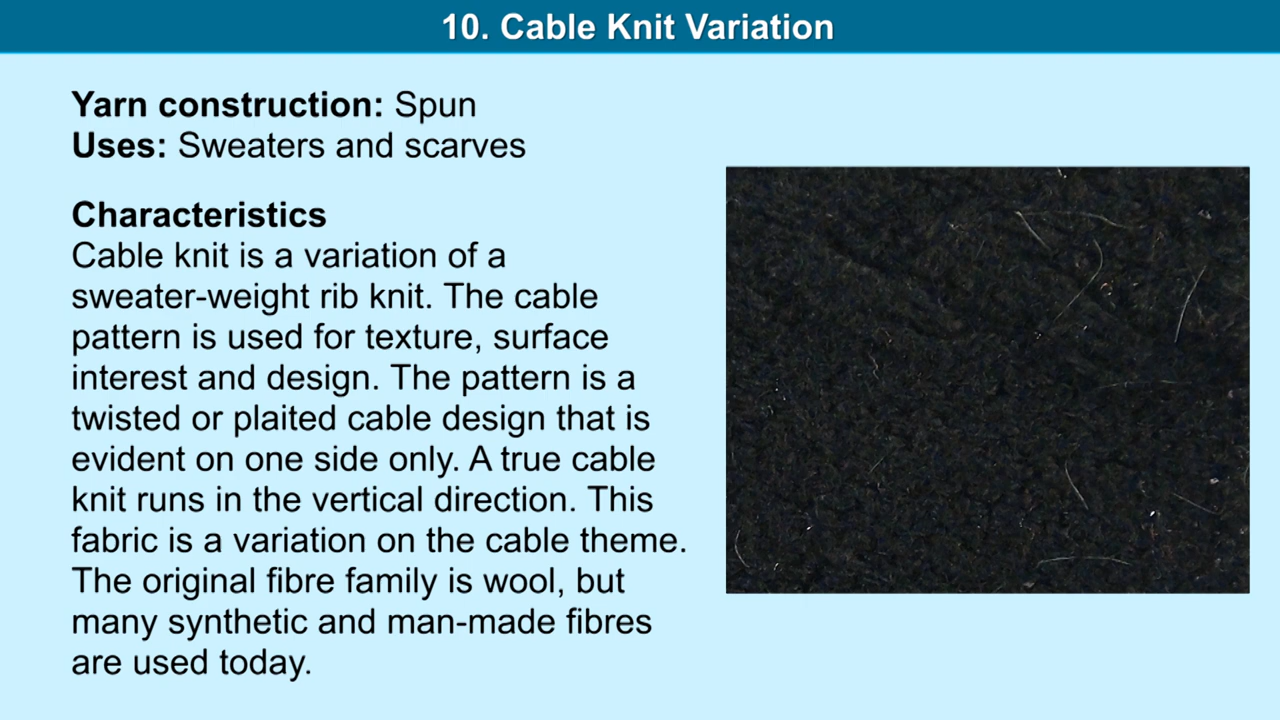 10. Cable Knit Variation
Yarn construction: Spun
Uses: Sweaters and scarves
Characteristics
Cable knit is a variation of a
sweater-weight rib knit. The cable
pattern is used for texture, surface
interest and design. The pattern is a
twisted or plaited cable design that is
evident on one side only. A true cable
knit runs in the vertical direction. This
fabric is a variation on the cable theme.
The original fibre family is wool, but
many synthetic and man-made fibres
are used today.